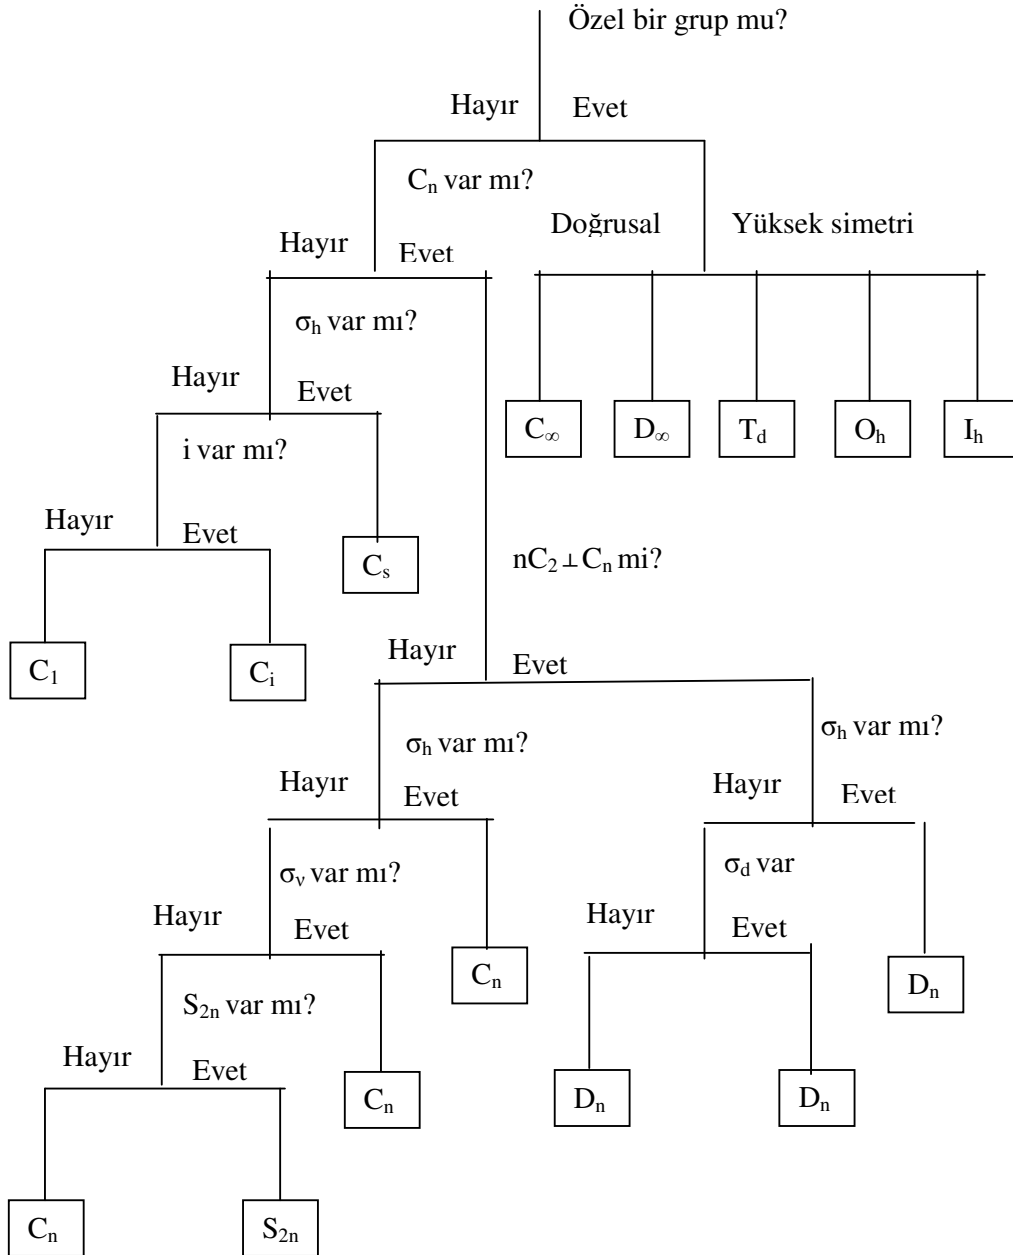 Özel bir grup mu?
Hayır Evet
Cₙ var mı?
Doğrusal Yüksek simetri
Hayır Evet
σₕ var mı?
Hayır Evet
C∞ D∞ T_d Oₕ Iₕ
i var mı?
Hayır Evet
Cₛ
nC₂ ⊥ Cₙ mi?
Hayır Evet
C₁ Cᵢ
σₕ var mı? σₕ var mı?
Hayır Evet Hayır Evet
σᵥ var mı? σ_d var
Hayır Evet Hayır Evet
Cₙ Dₙ
S₂ₙ var mı?
Hayır Evet
Cₙ Dₙ Dₙ
Cₙ S₂ₙ